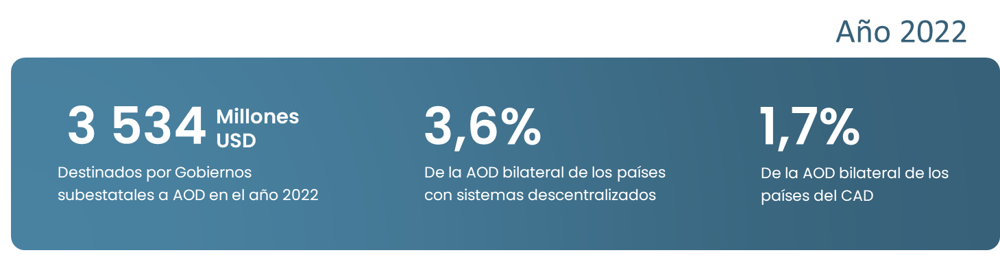 Año 2022
3 534 Millones
USD
Destinados por Gobiernos
subestatales a AOD en el año 2022
3,6%
De la AOD bilateral de los países
con sistemas descentralizados
1,7%
De la AOD bilateral de los
países del CAD